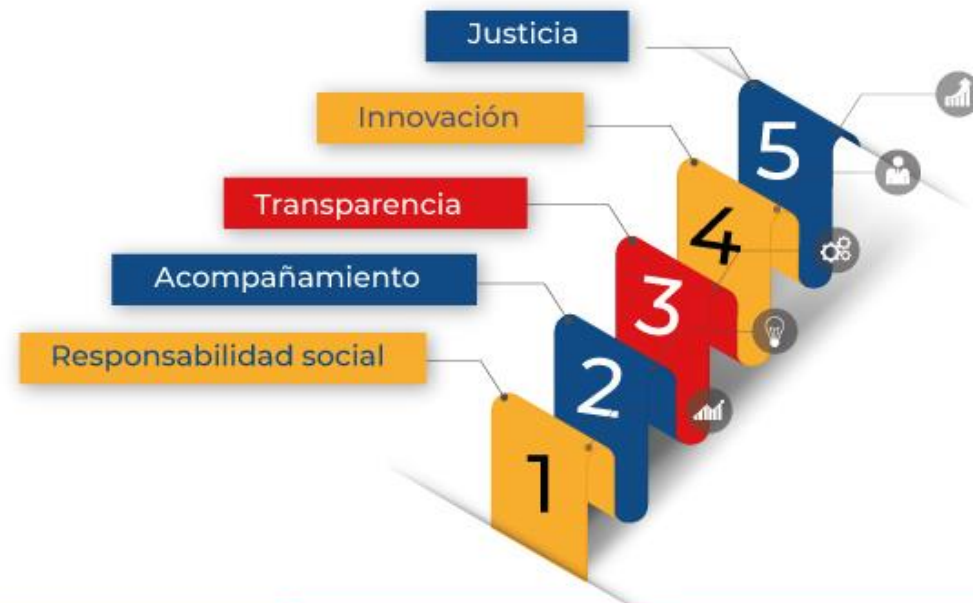 Justicia
5
Innovación
4
Transparencia
3
Acompañamiento
2
Responsabilidad social
1